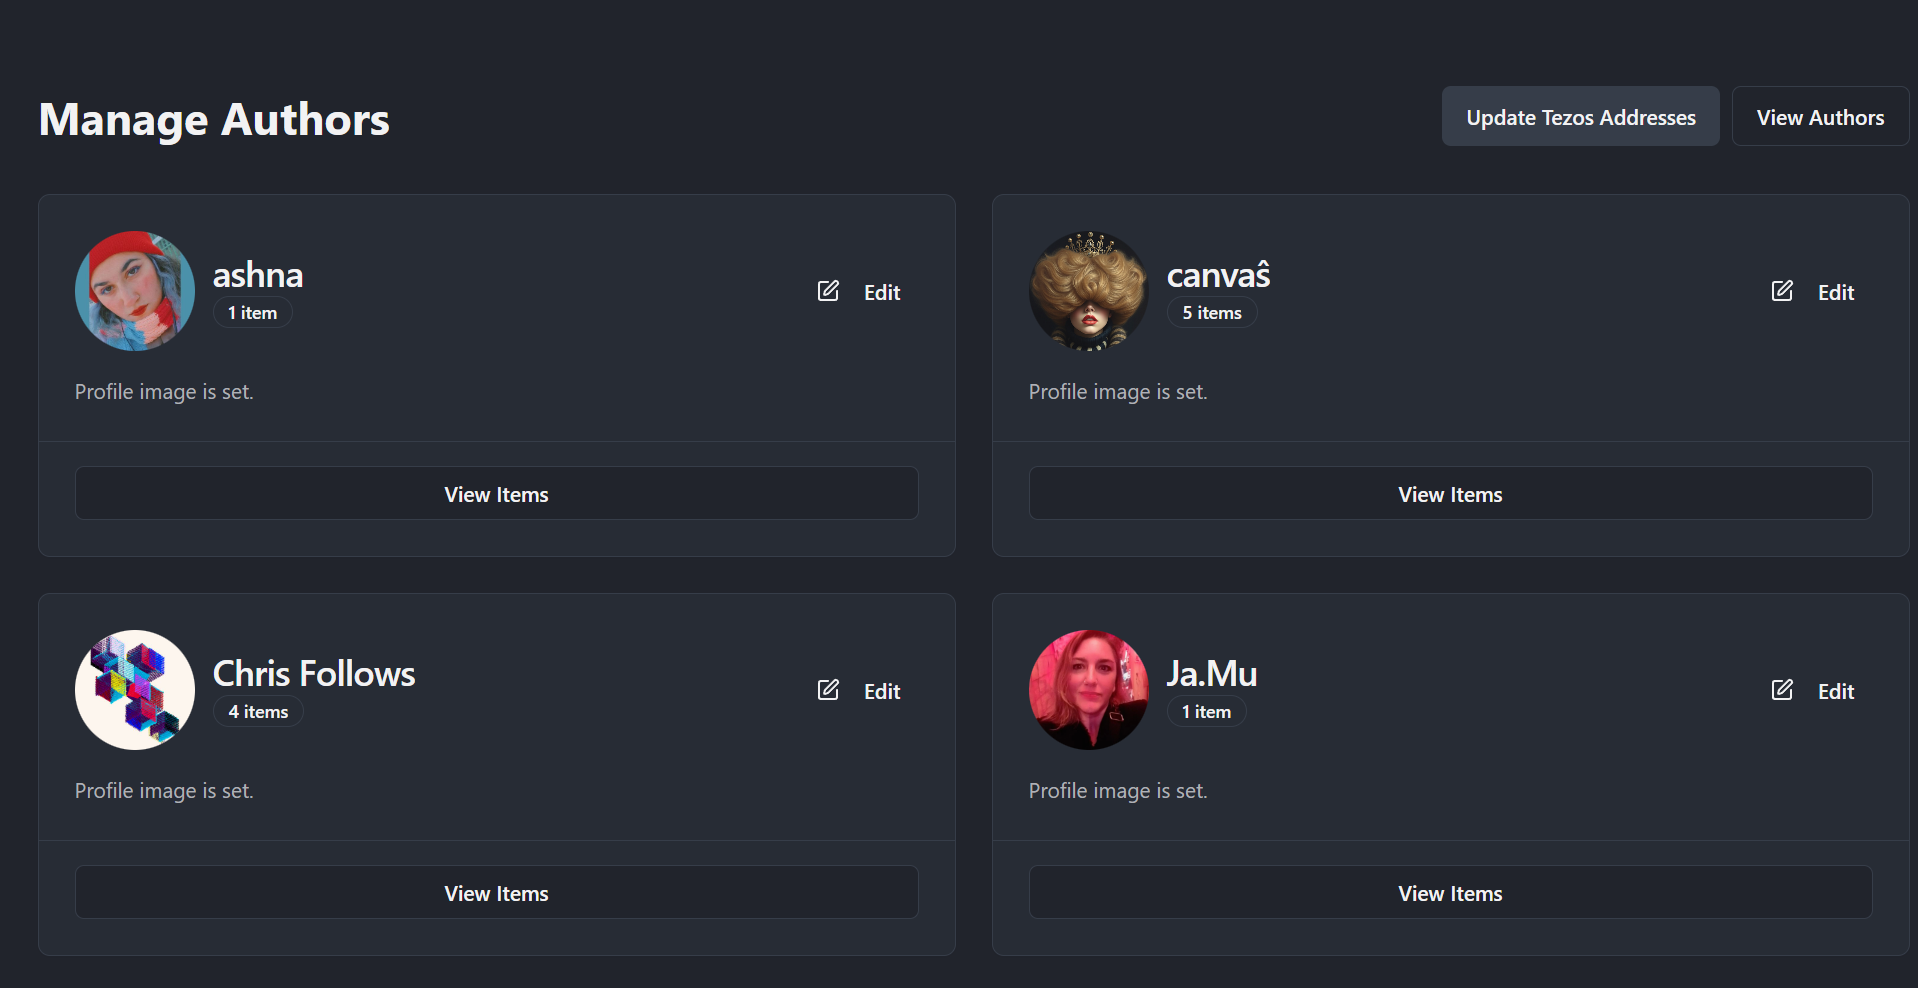 Manage Authors
Update Tezos Addresses
View Authors
ashna
1 item
Edit
Profile image is set.
View Items
canvaŝ
5 items
Edit
Profile image is set.
View Items
Chris Follows
4 items
Edit
Profile image is set.
View Items
Ja.Mu
1 item
Edit
Profile image is set.
View Items